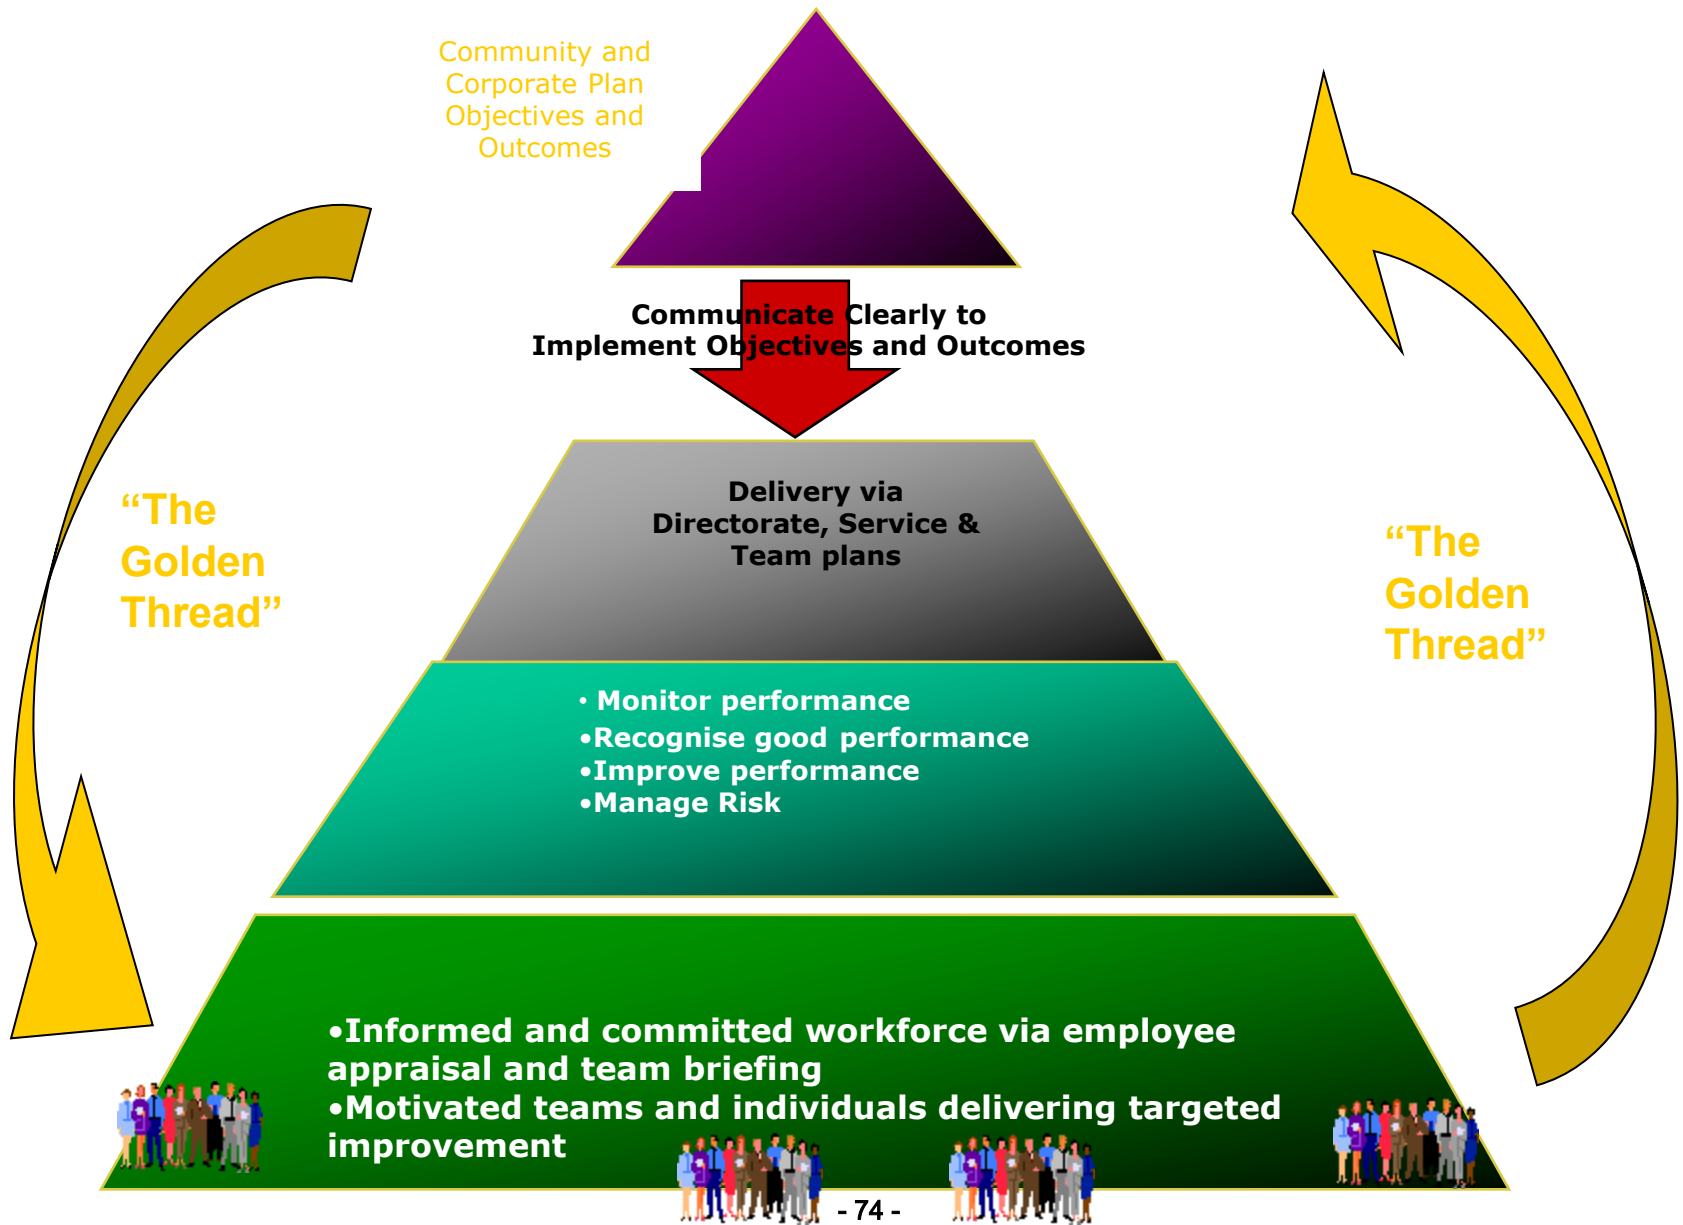 Community and
Corporate Plan
Objectives and
Outcomes
Communicate Clearly to
Implement Objectives and Outcomes
Delivery via
Directorate, Service &
Team plans
“The
Golden
Thread”
“The
Golden
Thread”
• Monitor performance
•Recognise good performance
•Improve performance
•Manage Risk
•Informed and committed workforce via employee
appraisal and team briefing
•Motivated teams and individuals delivering targeted
improvement
- 74 -